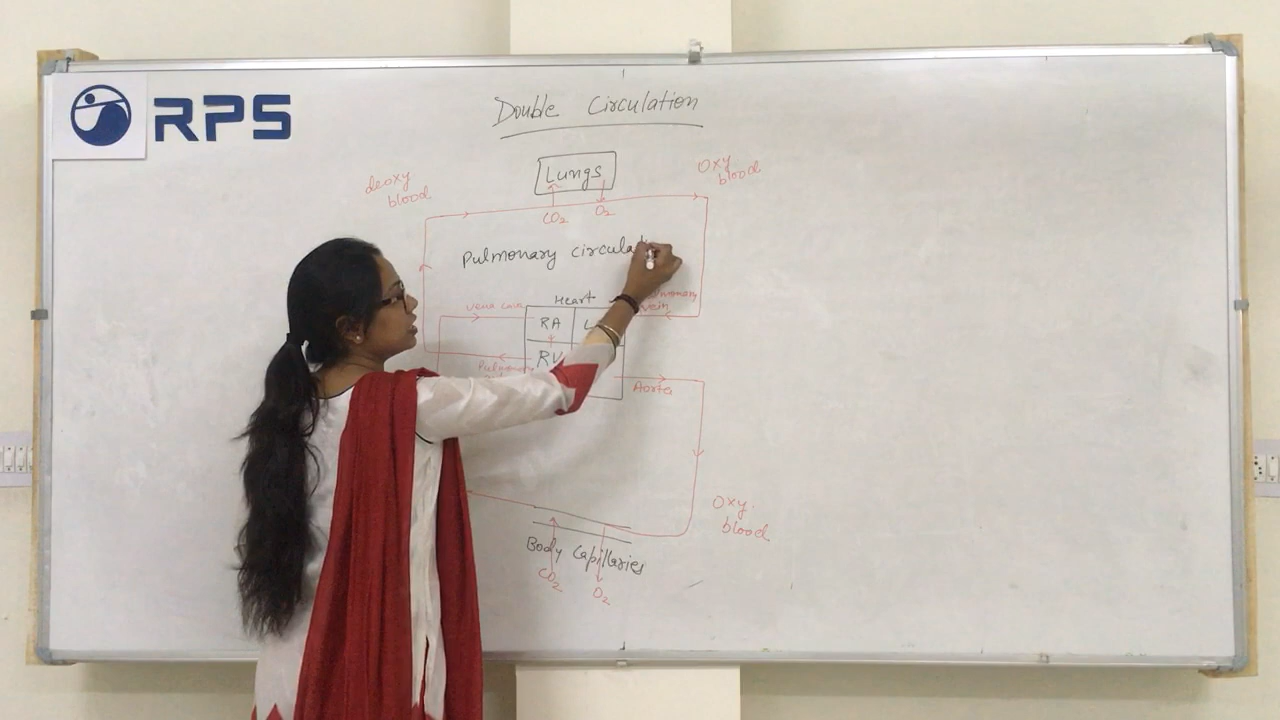 RPS
Double Circulation
Lungs
deoxy
blood
Oxy
blood
CO2
O2
Pulmonary circula
Heart
vena cava
vein
RA
L
RV
Aorta
Oxy.
blood
Body Capillaries
CO2
O2